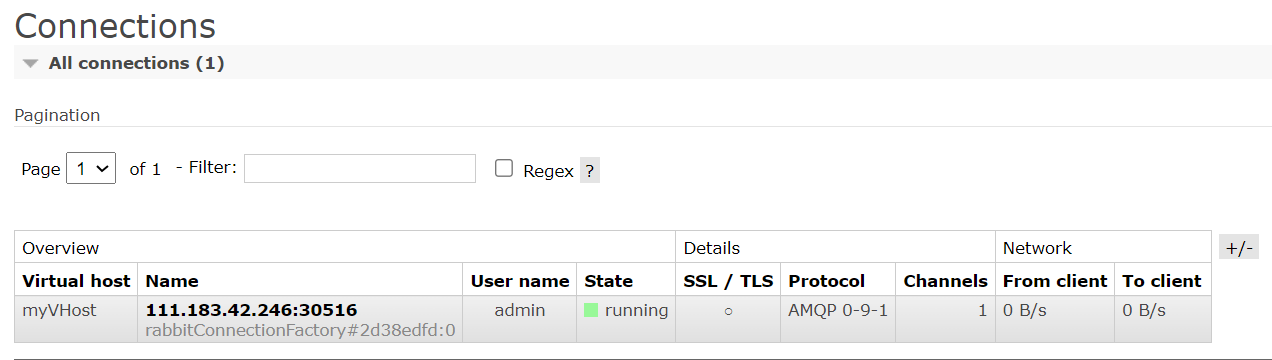 Connections
All connections (1)
Pagination
Page 1 of 1 - Filter: Regex ?
Overview Details Network +/-
Virtual host Name User name State SSL / TLS Protocol Channels From client To client
myVHost 111.183.42.246:30516 admin running ○ AMQP 0-9-1 1 0 B/s 0 B/s
rabbitConnectionFactory#2d38edfd:0